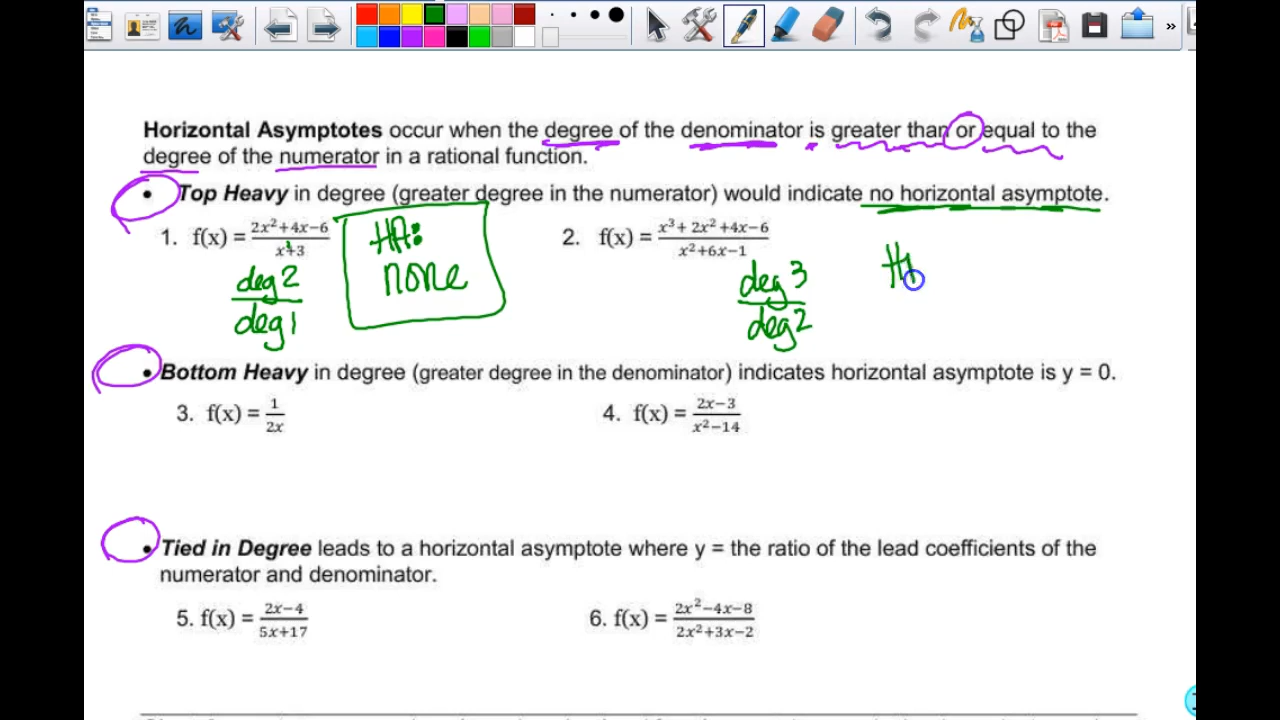 Horizontal Asymptotes occur when the degree of the denominator is greater than or equal to the
degree of the numerator in a rational function.
• Top Heavy in degree (greater degree in the numerator) would indicate no horizontal asymptote.
1. f(x) = (2x²+4x−6)/(x+3)
deg 2
deg 1
HA:
none
2. f(x) = (x³+ 2x² +4x−6)/(x²+6x−1)
deg 3
deg 2
• Bottom Heavy in degree (greater degree in the denominator) indicates horizontal asymptote is y = 0.
3. f(x) = 1/(2x)
4. f(x) = (2x−3)/(x²−14)
• Tied in Degree leads to a horizontal asymptote where y = the ratio of the lead coefficients of the
numerator and denominator.
5. f(x) = (2x−4)/(5x+17)
6. f(x) = (2x²−4x−8)/(2x²+3x−2)